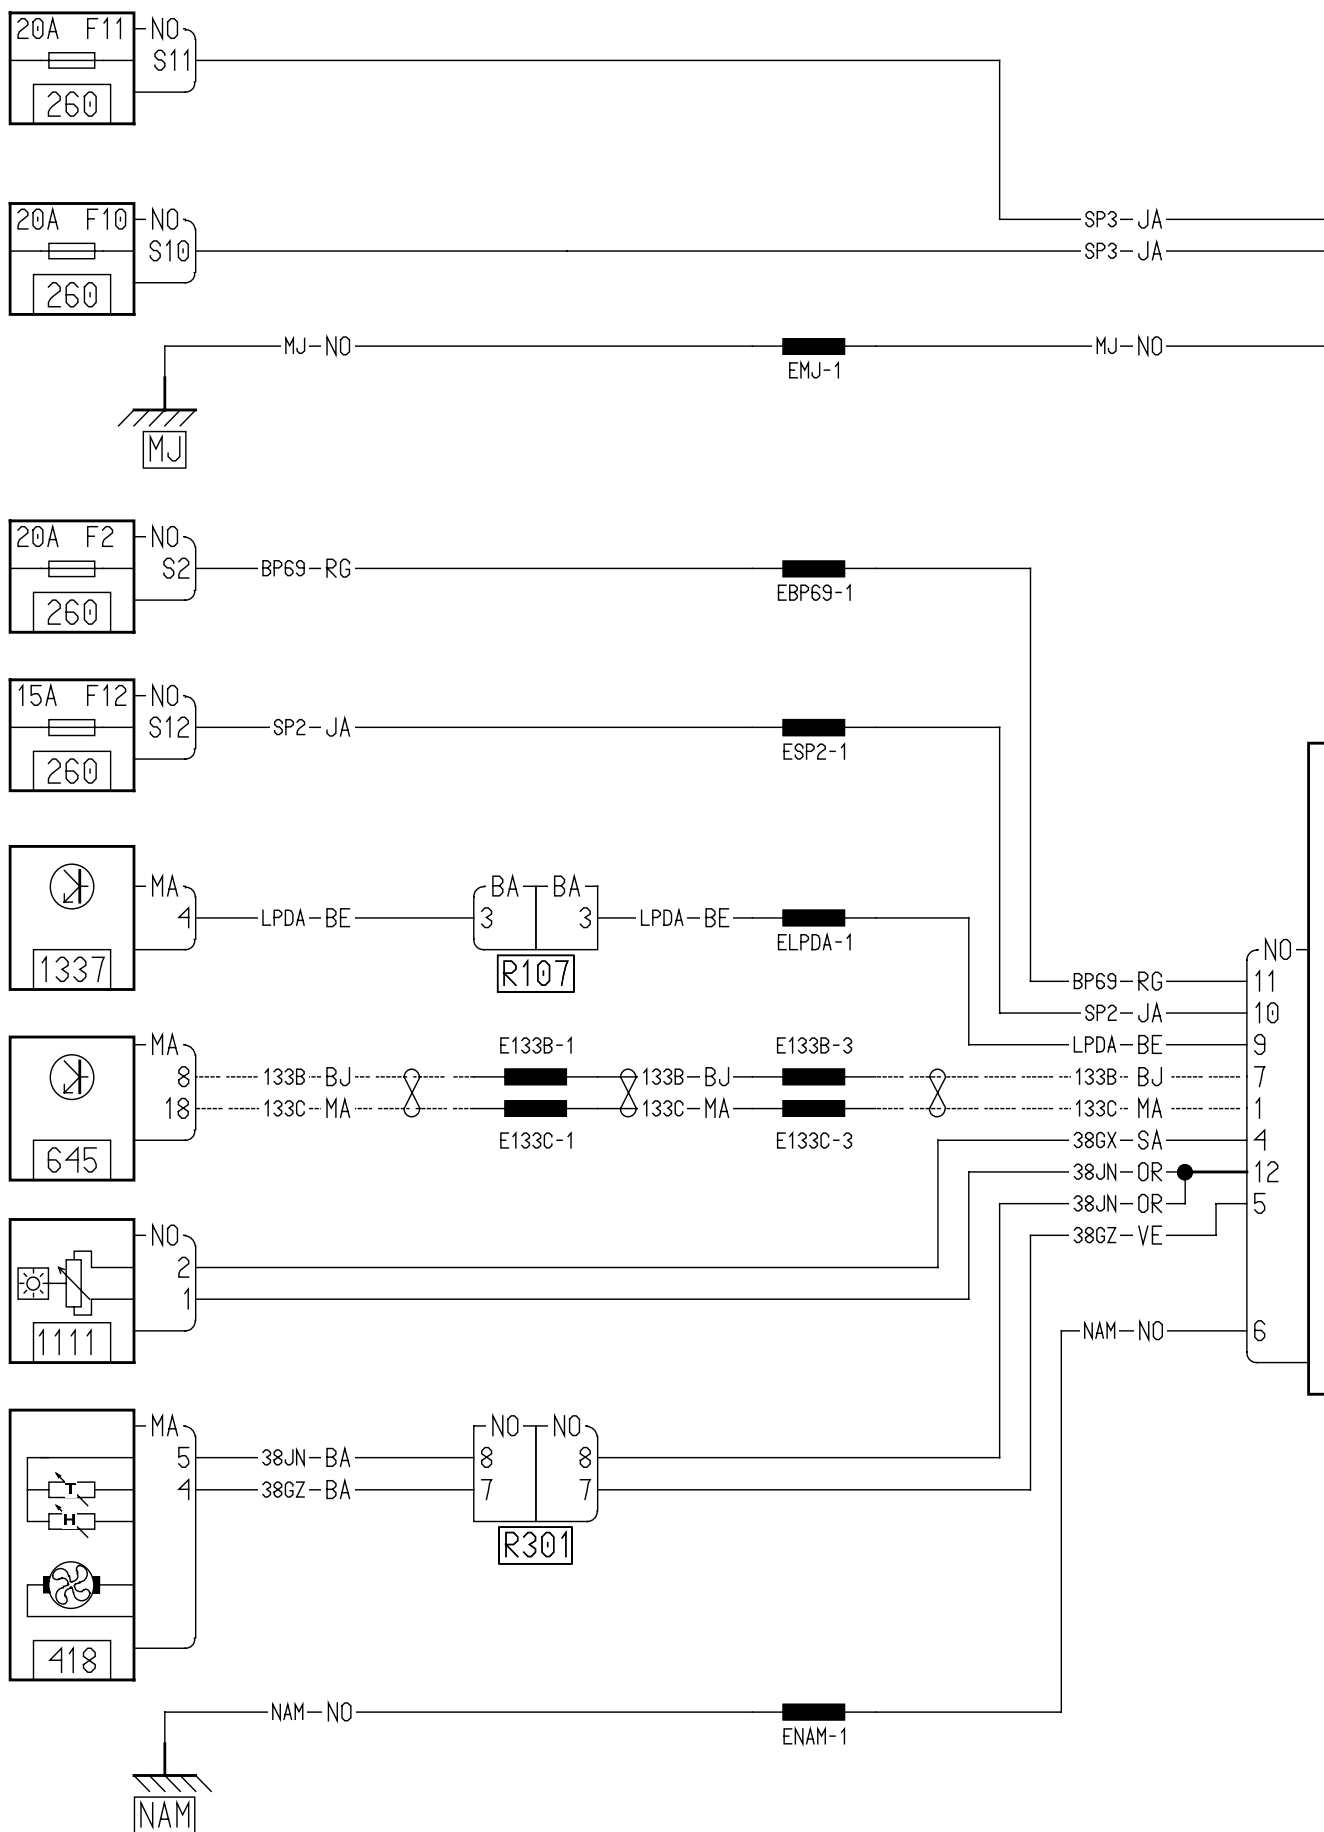 20A F11 NO
S11
260
20A F10 NO
SP3 JA
S10
SP3 JA
260
MJ NO
MJ NO
EMJ-1
MJ
20A F2 NO
S2 BP69 RG
EBP69-1
260
15A F12 NO
S12 SP2 JA
ESP2-1
260
MA
BA BA
4 LPDA BE 3 3 LPDA BE
ELPDA-1
1337
R107
NO
BP69 RG 11
SP2 JA 10
MA E133B-1 E133B-3 LPDA BE 9
8 133B BJ 133B BJ 133B BJ 7
18 133C MA 133C MA 133C MA 1
E133C-1 E133C-3 38GX SA 4
645
38JN OR 12
38JN OR 5
NO 38GZ VE
2
1
1111
NAM NO 6
MA NO NO
5 38JN BA 8 8
T 4 38GZ BA 7 7
H
R301
418
NAM NO
ENAM-1
NAM